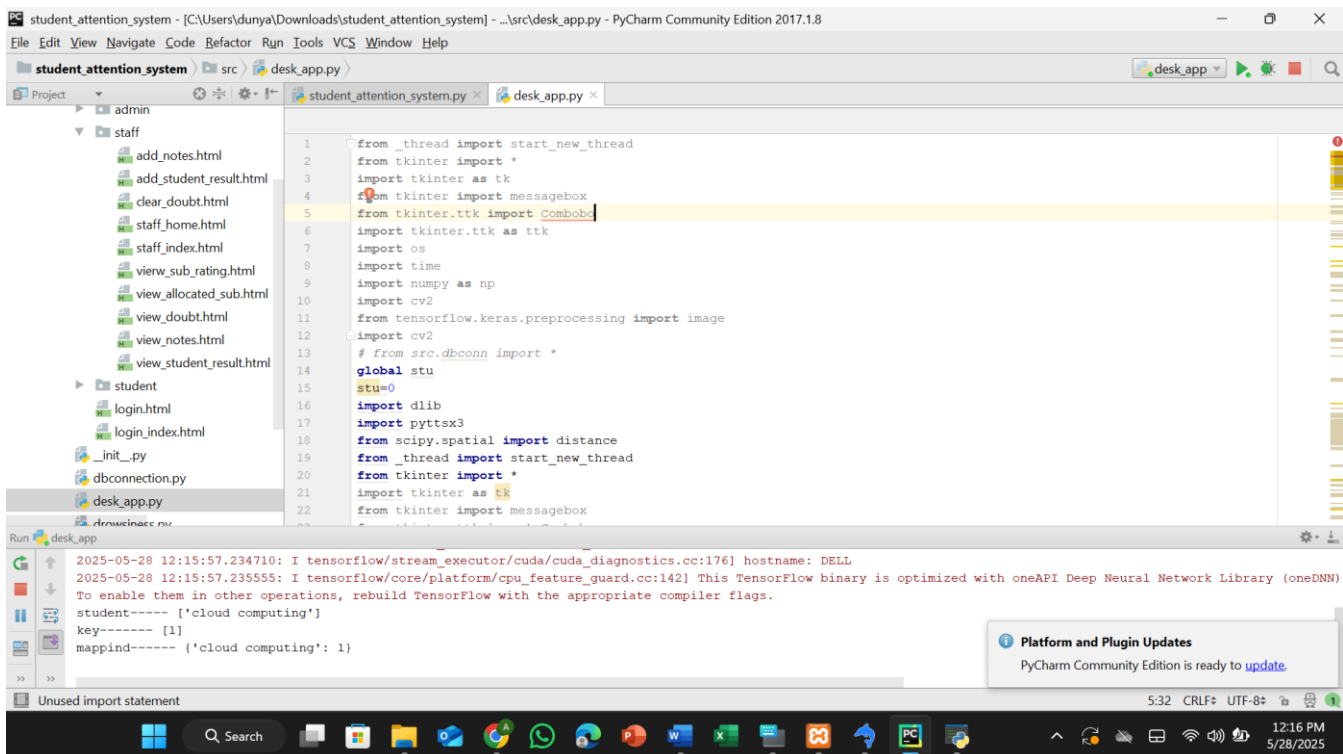 student_attention_system - [C:\Users\dunya\Downloads\student_attention_system] - ...\src\desk_app.py - PyCharm Community Edition 2017.1.8
File Edit View Navigate Code Refactor Run Tools VCS Window Help
student_attention_system src desk_app.py
desk_app
Project
student_attention_system.py
desk_app.py
admin
staff
add_notes.html
add_student_result.html
clear_doubt.html
staff_home.html
staff_index.html
vierw_sub_rating.html
view_allocated_sub.html
view_doubt.html
view_notes.html
view_student_result.html
student
login.html
login_index.html
__init__.py
dbconnection.py
desk_app.py
drowsiness.py
1 from _thread import start_new_thread
2 from tkinter import *
3 import tkinter as tk
4 from tkinter import messagebox
5 from tkinter.ttk import Combobo
6 import tkinter.ttk as ttk
7 import os
8 import time
9 import numpy as np
10 import cv2
11 from tensorflow.keras.preprocessing import image
12 import cv2
13 # from src.dbconn import *
14 global stu
15 stu=0
16 import dlib
17 import pyttsx3
18 from scipy.spatial import distance
19 from _thread import start_new_thread
20 from tkinter import *
21 import tkinter as tk
22 from tkinter import messagebox
Run desk_app
2025-05-28 12:15:57.234710: I tensorflow/stream_executor/cuda/cuda_diagnostics.cc:176] hostname: DELL
2025-05-28 12:15:57.235555: I tensorflow/core/platform/cpu_feature_guard.cc:142] This TensorFlow binary is optimized with oneAPI Deep Neural Network Library (oneDNN)
To enable them in other operations, rebuild TensorFlow with the appropriate compiler flags.
student----- ['cloud computing']
key------- [1]
mappind------ {'cloud computing': 1}
Platform and Plugin Updates
PyCharm Community Edition is ready to update.
Unused import statement
5:32 CRLF UTF-8 1
Search
12:16 PM
5/28/2025